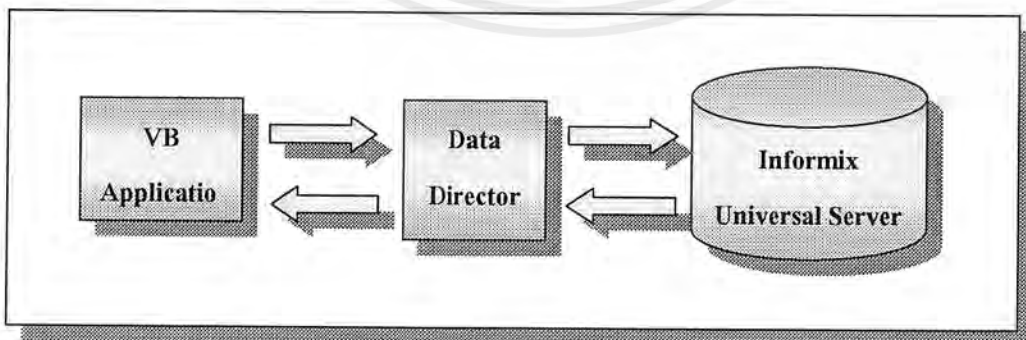 VB
Applicatio
Data
Director
Informix
Universal Server